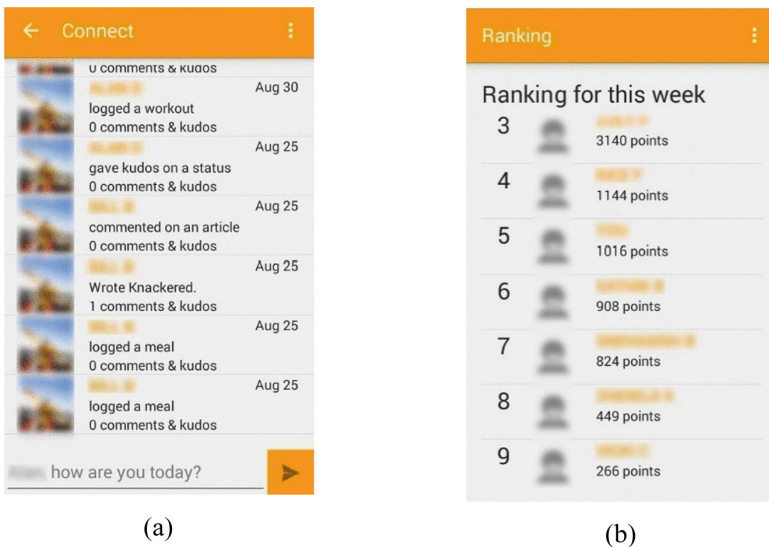 Connect
0 comments & kudos
Aug 30
logged a workout
0 comments & kudos
Aug 25
gave kudos on a status
0 comments & kudos
Aug 25
commented on an article
0 comments & kudos
Aug 25
Wrote Knackered.
1 comments & kudos
Aug 25
logged a meal
0 comments & kudos
Aug 25
logged a meal
0 comments & kudos
how are you today?
(a)
Ranking
Ranking for this week
3
3140 points
4
1144 points
5
1016 points
6
908 points
7
824 points
8
449 points
9
266 points
(b)